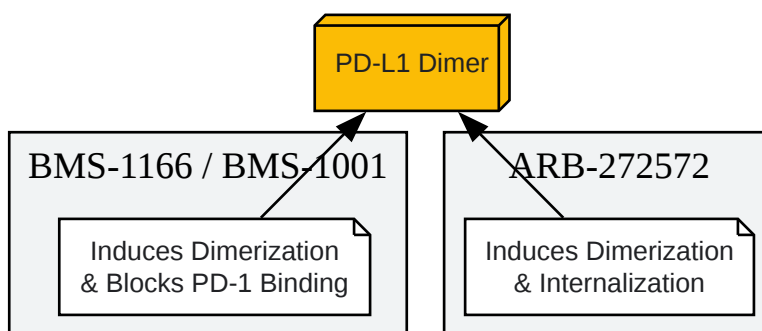 PD-L1 Dimer
BMS-1166 / BMS-1001
Induces Dimerization
& Blocks PD-1 Binding
ARB-272572
Induces Dimerization
& Internalization